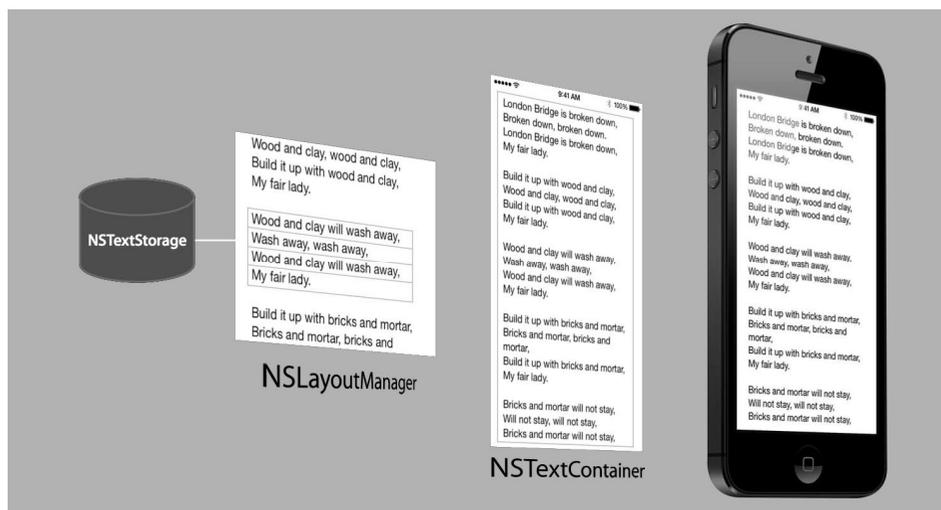 NSTextStorage
Wood and clay, wood and clay,
Build it up with wood and clay,
My fair lady.
Wood and clay will wash away,
Wash away, wash away,
Wood and clay will wash away,
My fair lady.
Build it up with bricks and mortar,
Bricks and mortar, bricks and
NSLayoutManager
9:41 AM
100%
London Bridge is broken down,
Broken down, broken down.
London Bridge is broken down,
My fair lady.
Build it up with wood and clay,
Wood and clay, wood and clay,
Build it up with wood and clay,
My fair lady.
Wood and clay will wash away.
Wash away, wash away,
Wood and clay will wash away,
My fair lady.
Build it up with bricks and mortar,
Bricks and mortar, bricks and
mortar,
Build it up with bricks and mortar,
My fair lady.
Bricks and mortar will not stay,
Will not stay, will not stay,
Bricks and mortar will not stay,
NSTextContainer
9:41 AM
100%
London Bridge is broken down,
Broken down, broken down.
London Bridge is broken down,
My fair lady.
Build it up with wood and clay,
Wood and clay, wood and clay,
Build it up with wood and clay,
My fair lady.
Wood and clay will wash away.
Wash away, wash away,
Wood and clay will wash away,
My fair lady.
Build it up with bricks and mortar,
Bricks and mortar, bricks and
mortar,
Build it up with bricks and mortar,
My fair lady.
Bricks and mortar will not stay,
Will not stay, will not stay,
Bricks and mortar will not stay,